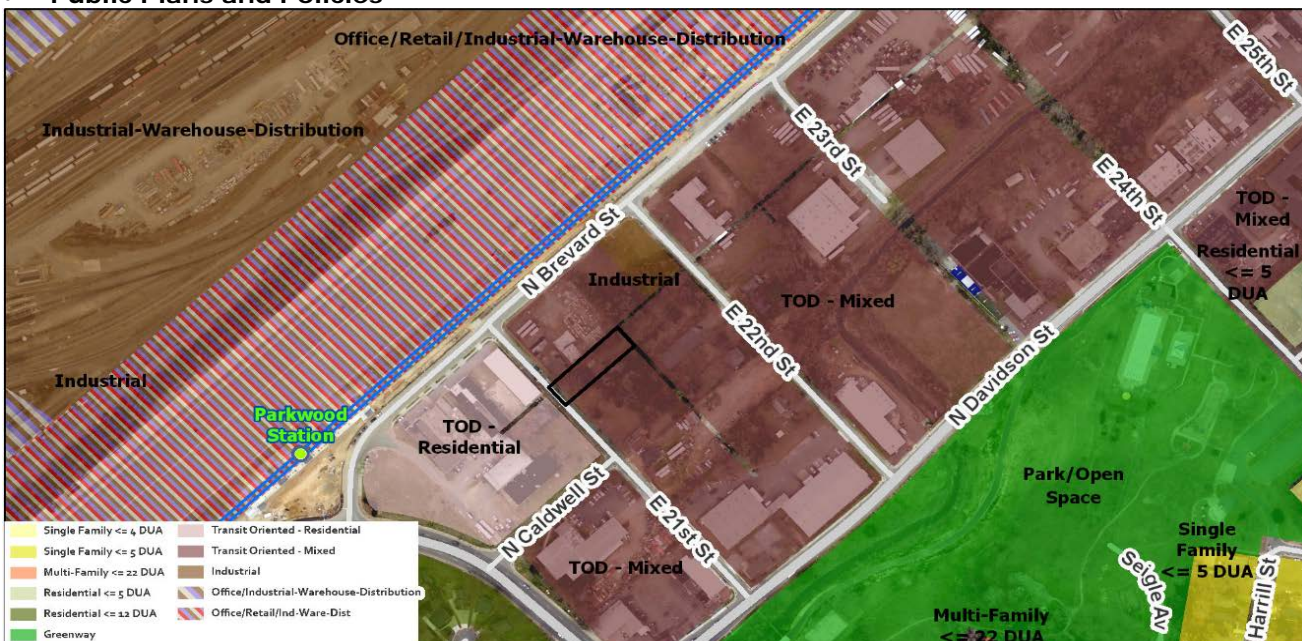 Public Plans and Policies
Office/Retail/Industrial-Warehouse-Distribution
E 25th St
Industrial-Warehouse-Distribution
E 23rd St
E 24th St
TOD -
Mixed
Residential
<= 5
DUA
N Brevard St
Industrial
TOD - Mixed
E 22nd St
N Davidson St
Industrial
Parkwood
Station
TOD -
Residential
N Caldwell St
E 21st St
TOD - Mixed
Park/Open
Space
Single
Family
<= 5 DUA
Seigle Av
Harrill St
Multi-Family
<= 22 DUA
Single Family <= 4 DUA
Single Family <= 5 DUA
Multi-Family <= 22 DUA
Residential <= 5 DUA
Residential <= 12 DUA
Greenway
Transit Oriented - Residential
Transit Oriented - Mixed
Industrial
Office/Industrial-Warehouse-Distribution
Office/Retail/Ind-Ware-Dist